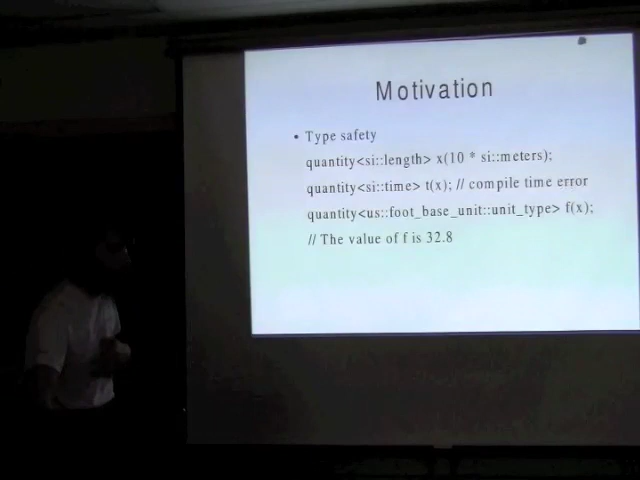 Motivation
• Type safety
quantity<si::length> x(10 * si::meters);
quantity<si::time> t(x); // compile time error
quantity<us::foot_base_unit::unit_type> f(x);
// The value of f is 32.8